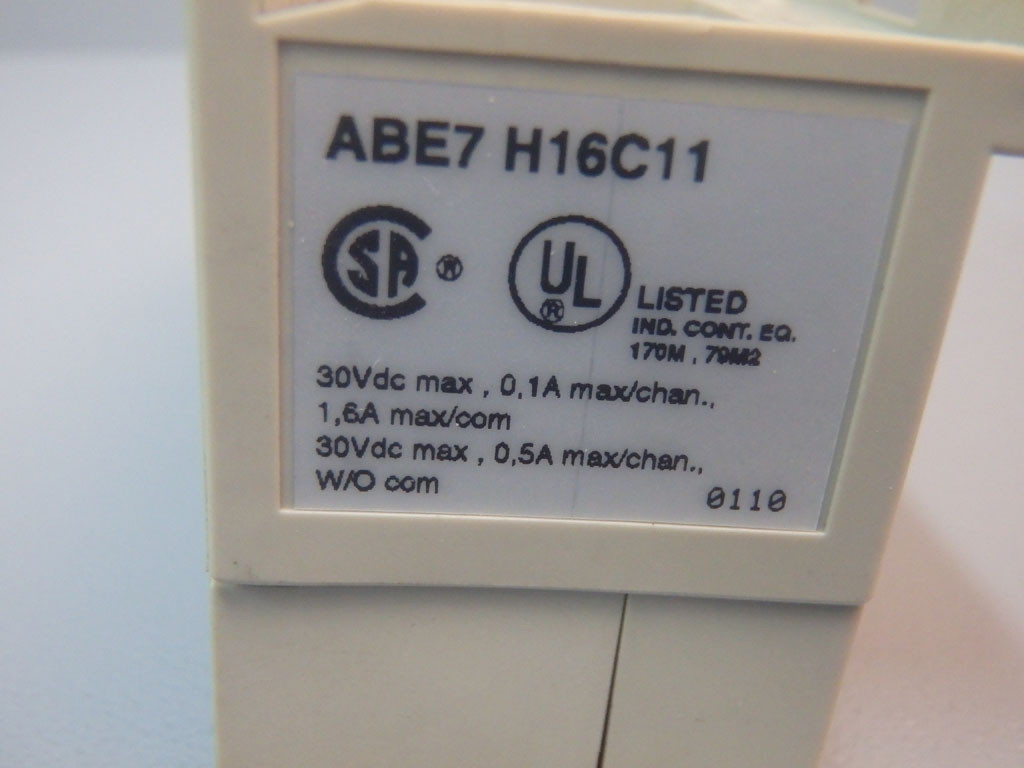 ABE7 H16C11
SA ®
UL ® LISTED
IND. CONT. EQ.
170M , 79M2
30Vdc max , 0,1A max/chan.,
1,6A max/com
30Vdc max , 0,5A max/chan.,
W/O com
0110